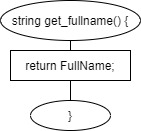 string get_fullname() {
return FullName;
}